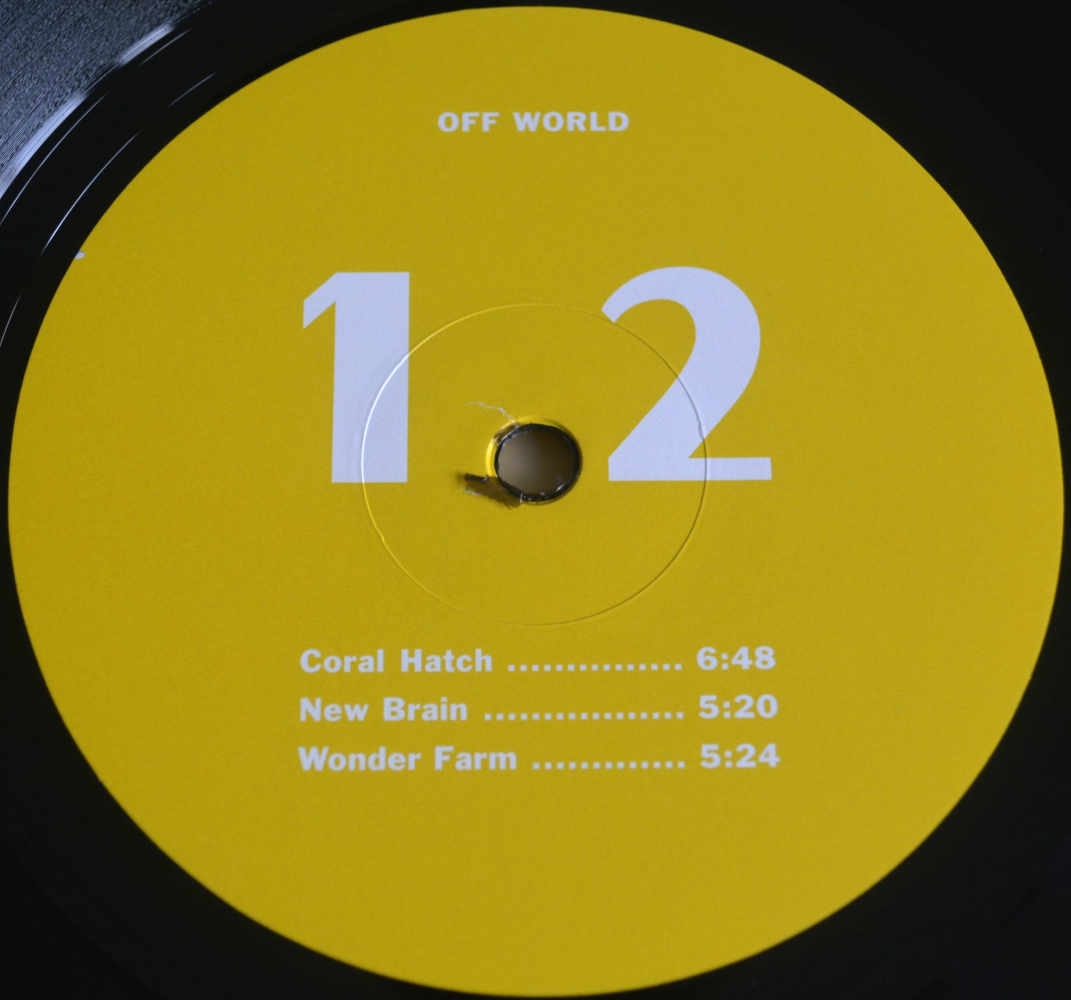 OFF WORLD
1 2
Coral Hatch ............... 6:48
New Brain ................. 5:20
Wonder Farm ............. 5:24